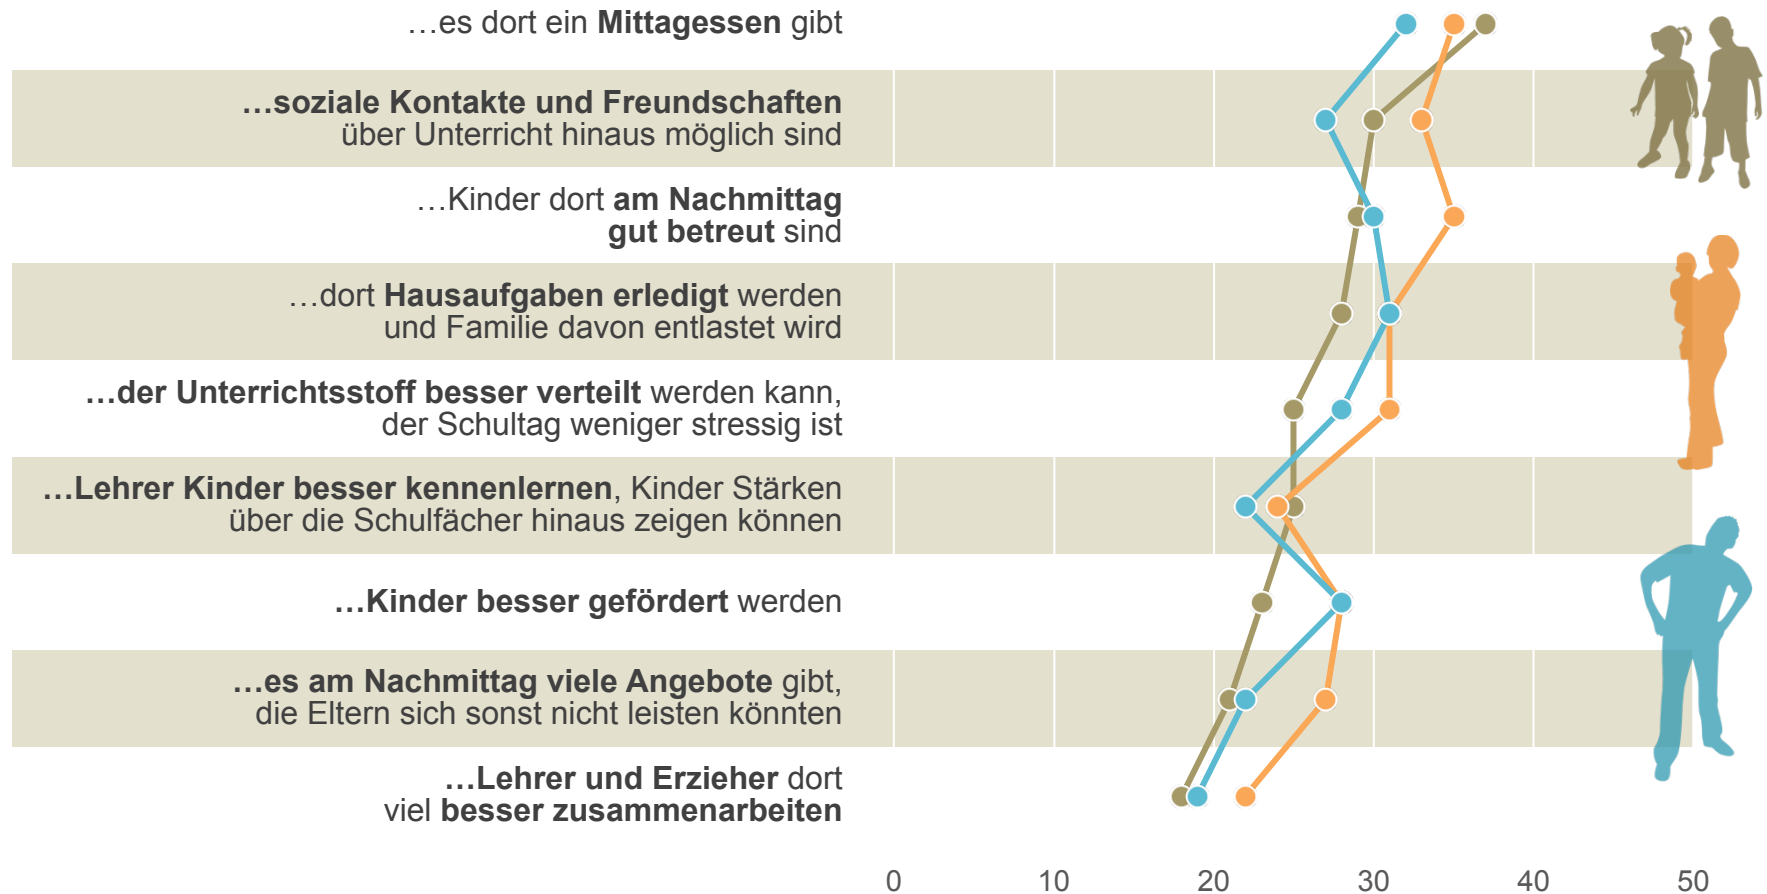 …es dort ein Mittagessen gibt
…soziale Kontakte und Freundschaften
über Unterricht hinaus möglich sind
…Kinder dort am Nachmittag
gut betreut sind
…dort Hausaufgaben erledigt werden
und Familie davon entlastet wird
…der Unterrichtsstoff besser verteilt werden kann,
der Schultag weniger stressig ist
…Lehrer Kinder besser kennenlernen, Kinder Stärken
über die Schulfächer hinaus zeigen können
…Kinder besser gefördert werden
…es am Nachmittag viele Angebote gibt,
die Eltern sich sonst nicht leisten könnten
…Lehrer und Erzieher dort
viel besser zusammenarbeiten
0 10 20 30 40 50